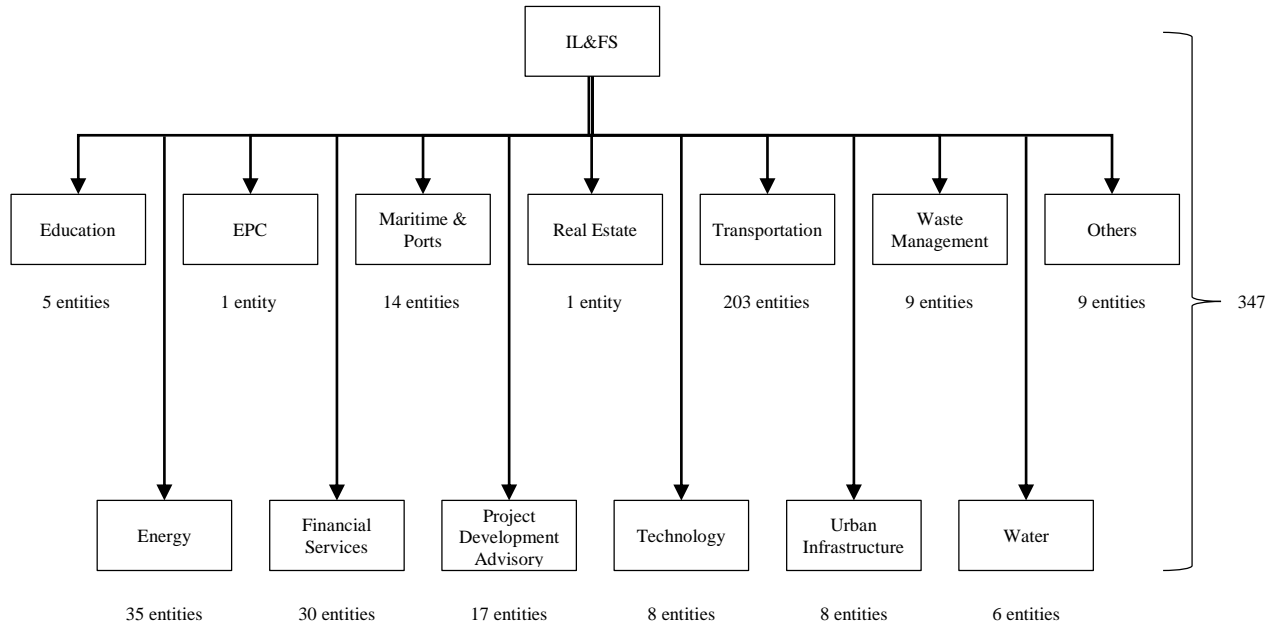 IL&FS
Education
EPC
Maritime &
Ports
Real Estate
Transportation
Waste
Management
Others
5 entities
1 entity
14 entities
1 entity
203 entities
9 entities
9 entities
347
Energy
Financial
Services
Project
Development
Advisory
Technology
Urban
Infrastructure
Water
35 entities
30 entities
17 entities
8 entities
8 entities
6 entities